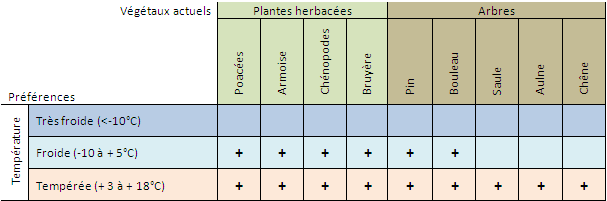 Végétaux actuels Plantes herbacées Arbres
Préférences Poacées Armoise Chénopodes Bruyère Pin Bouleau Saule Aulne Chêne
Température
Très froide (<-10°C)
Froide (-10 à + 5°C) + + + + + +
Tempérée (+ 3 à + 18°C) + + + + + + + + +